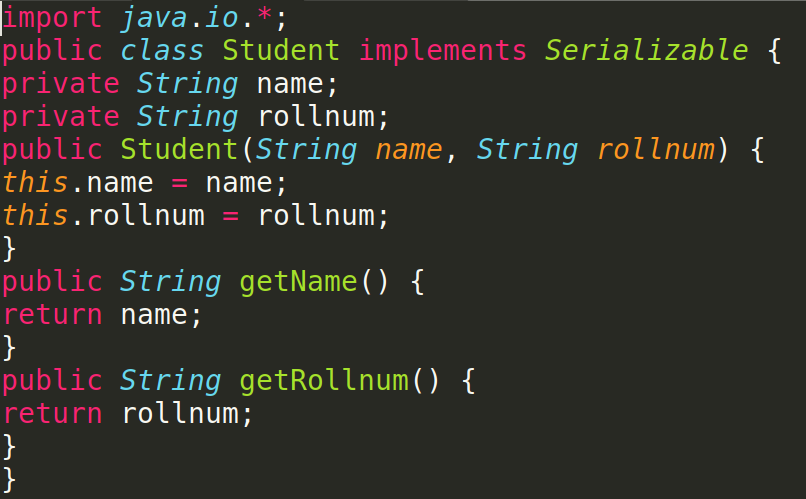 import java.io.*;
public class Student implements Serializable {
private String name;
private String rollnum;
public Student(String name, String rollnum) {
this.name = name;
this.rollnum = rollnum;
}
public String getName() {
return name;
}
public String getRollnum() {
return rollnum;
}
}